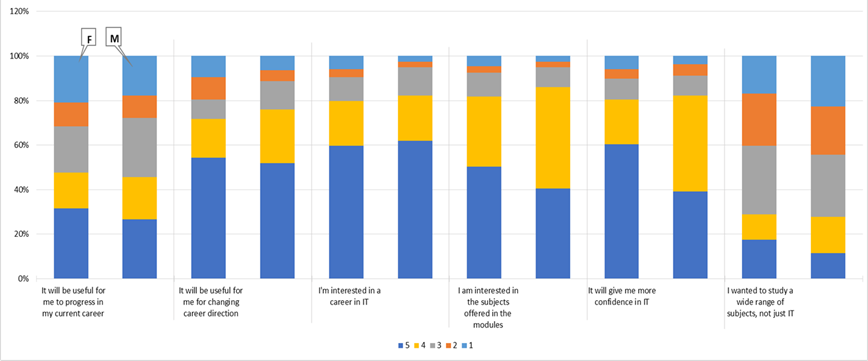 120%
F M
100%
80%
60%
40%
20%
0%
It will be useful for
me to progress in
my current career
It will be useful for
me for changing
career direction
I'm interested in a
career in IT
I am interested in
the subjects
offered in the
modules
It will give me more
confidence in IT
I wanted to study a
wide range of
subjects, not just IT
5 4 3 2 1